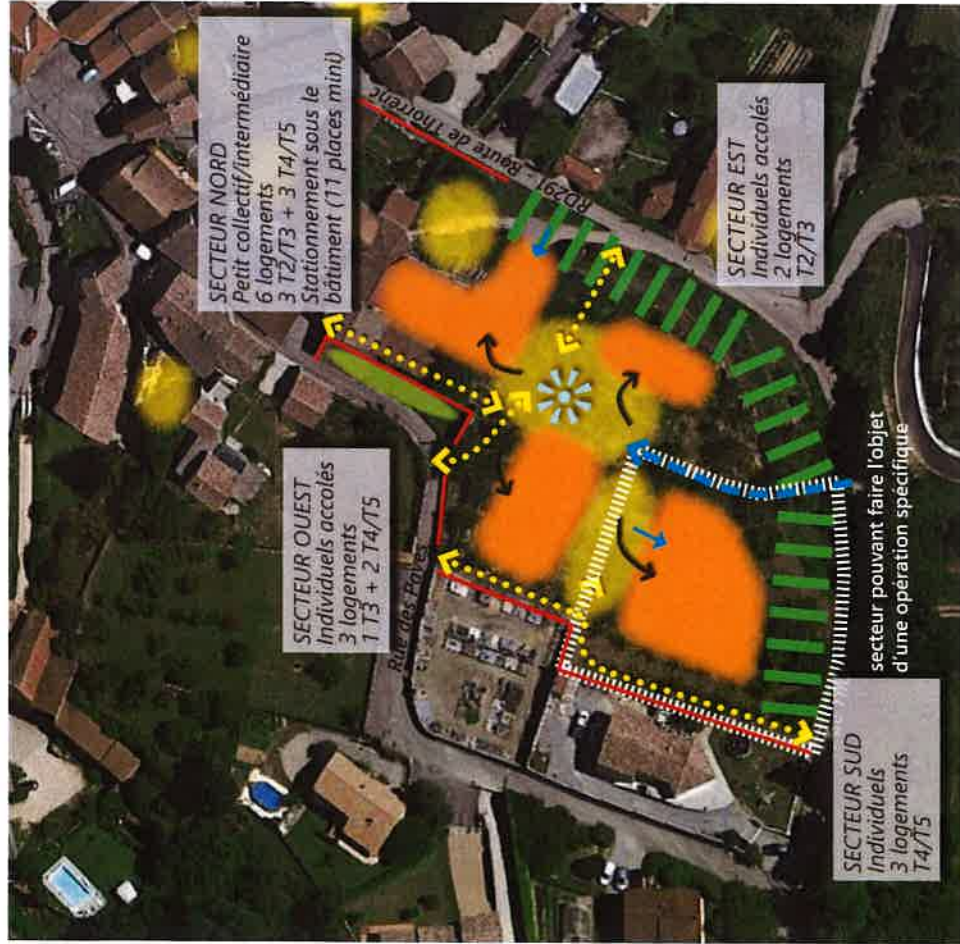 SECTEUR NORD
Petit collectif/intermédiaire
6 logements
3 T2/T3 + 3 T4/T5
Stationnement sous le
bâtiment (11 places mini)
RD291 - Route de Thorenc
SECTEUR OUEST
Individuels accolés
3 logements
1 T3 + 2 T4/T5
Rue des
SECTEUR EST
Individuels accolés
2 logements
T2/T3
secteur pouvant faire l'objet
d'une opération spécifique
SECTEUR SUD
Individuels
3 logements
T4/T5